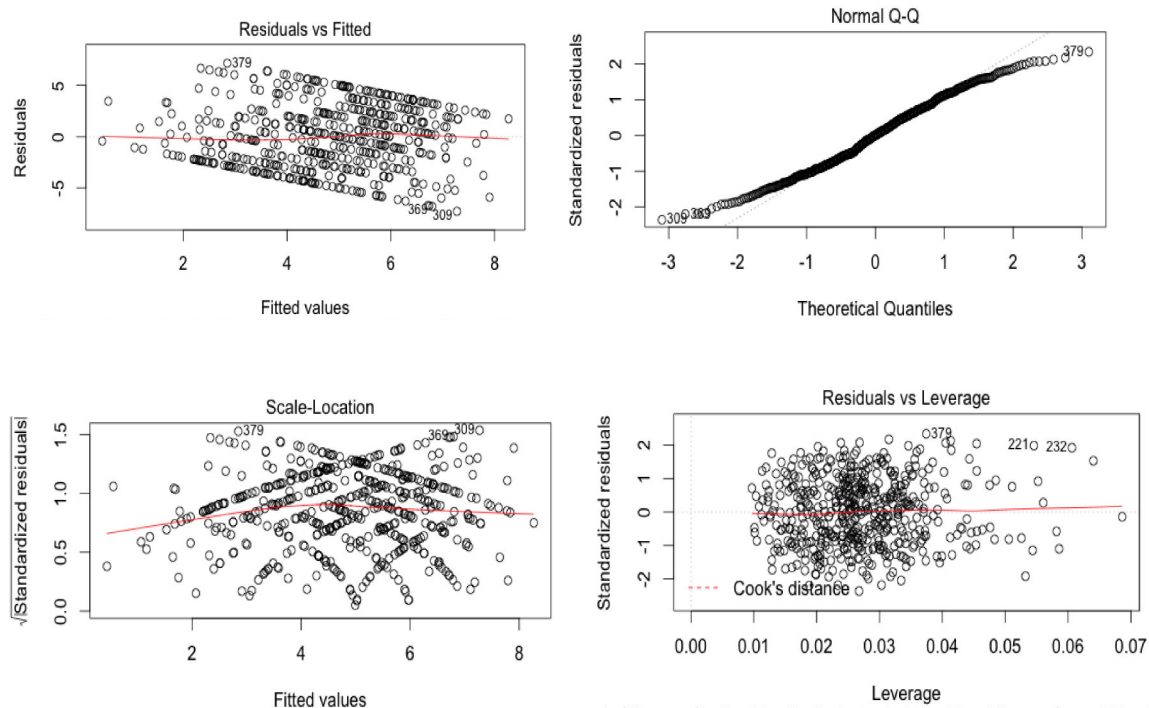 Residuals vs Fitted
Residuals
5
0
-5
379
369
309
2 4 6 8
Fitted values
Normal Q-Q
Standardized residuals
2
1
0
-1
-2
379
309
369
-3 -2 -1 0 1 2 3
Theoretical Quantiles
Scale-Location
√|Standardized residuals|
1.5
1.0
0.5
0.0
379
369
309
2 4 6 8
Fitted values
Residuals vs Leverage
Standardized residuals
2
1
0
-1
-2
379
221
232
Cook's distance
0.00 0.01 0.02 0.03 0.04 0.05 0.06 0.07
Leverage